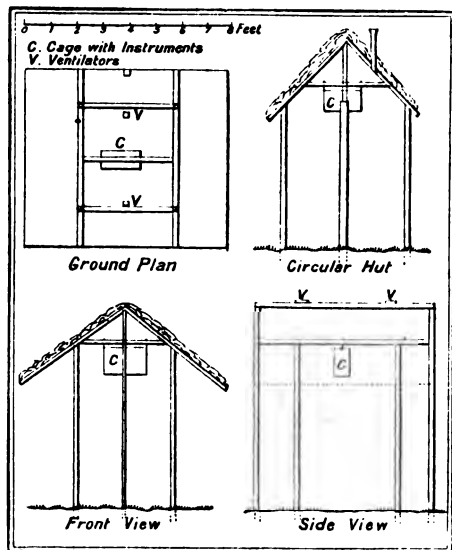 0 1 2 3 4 5 6 7 8 Feet
C. Cage with Instruments
V. Ventilators
V
C
V
Ground Plan
C
Circular Hut
C
Front View
V. V.
C
Side View